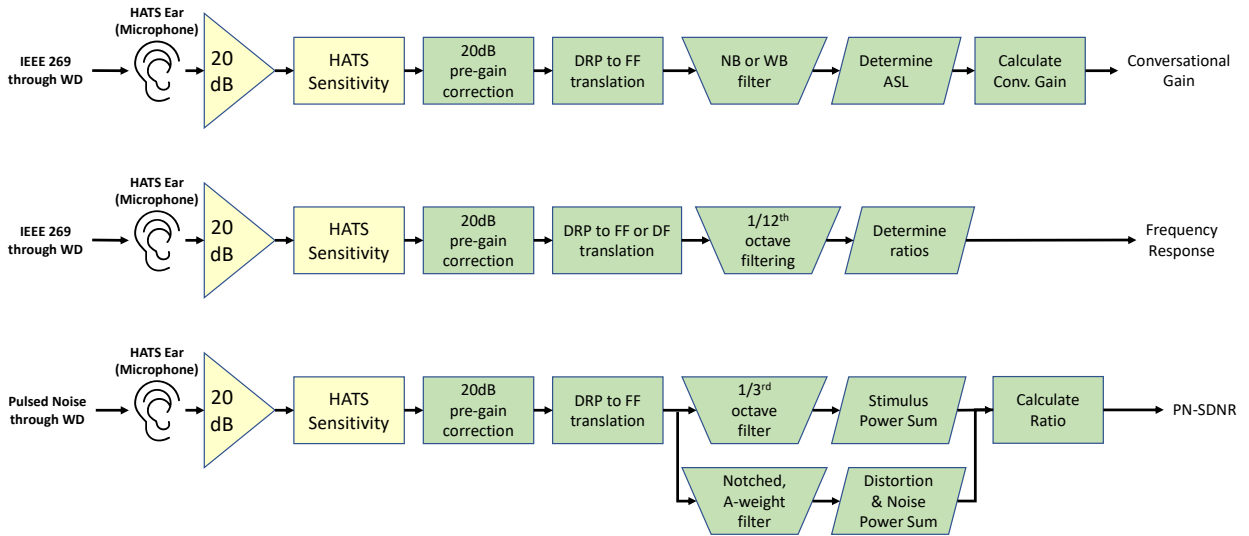 HATS Ear
(Microphone)
IEEE 269
through WD
20
dB
HATS
Sensitivity
20dB
pre-gain
correction
DRP to FF
translation
NB or WB
filter
Determine
ASL
Calculate
Conv. Gain
Conversational
Gain
HATS Ear
(Microphone)
IEEE 269
through WD
20
dB
HATS
Sensitivity
20dB
pre-gain
correction
DRP to FF or DF
translation
1/12th
octave
filtering
Determine
ratios
Frequency
Response
HATS Ear
(Microphone)
Pulsed Noise
through WD
20
dB
HATS
Sensitivity
20dB
pre-gain
correction
DRP to FF
translation
1/3rd
octave
filter
Stimulus
Power Sum
Calculate
Ratio
PN-SDNR
Notched,
A-weight
filter
Distortion
& Noise
Power Sum